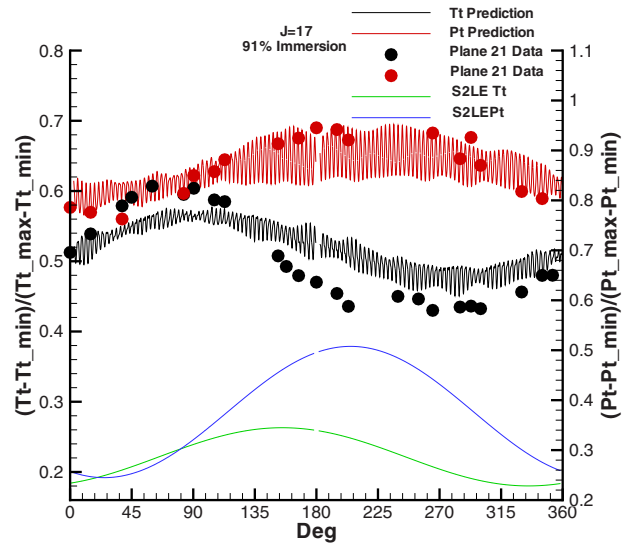 J=17
91% Immersion
Tt Prediction
Pt Prediction
Plane 21 Data
Plane 21 Data
S2LE Tt
S2LEPt
(Tt-Tt_min)/(Tt_max-Tt_min)
0.8
0.7
0.6
0.5
0.4
0.3
0.2
(Pt-Pt_min)/(Pt_max-Pt_min)
1.1
1
0.9
0.8
0.7
0.6
0.5
0.4
0.3
0.2
0 45 90 135 180 225 270 315 360
Deg